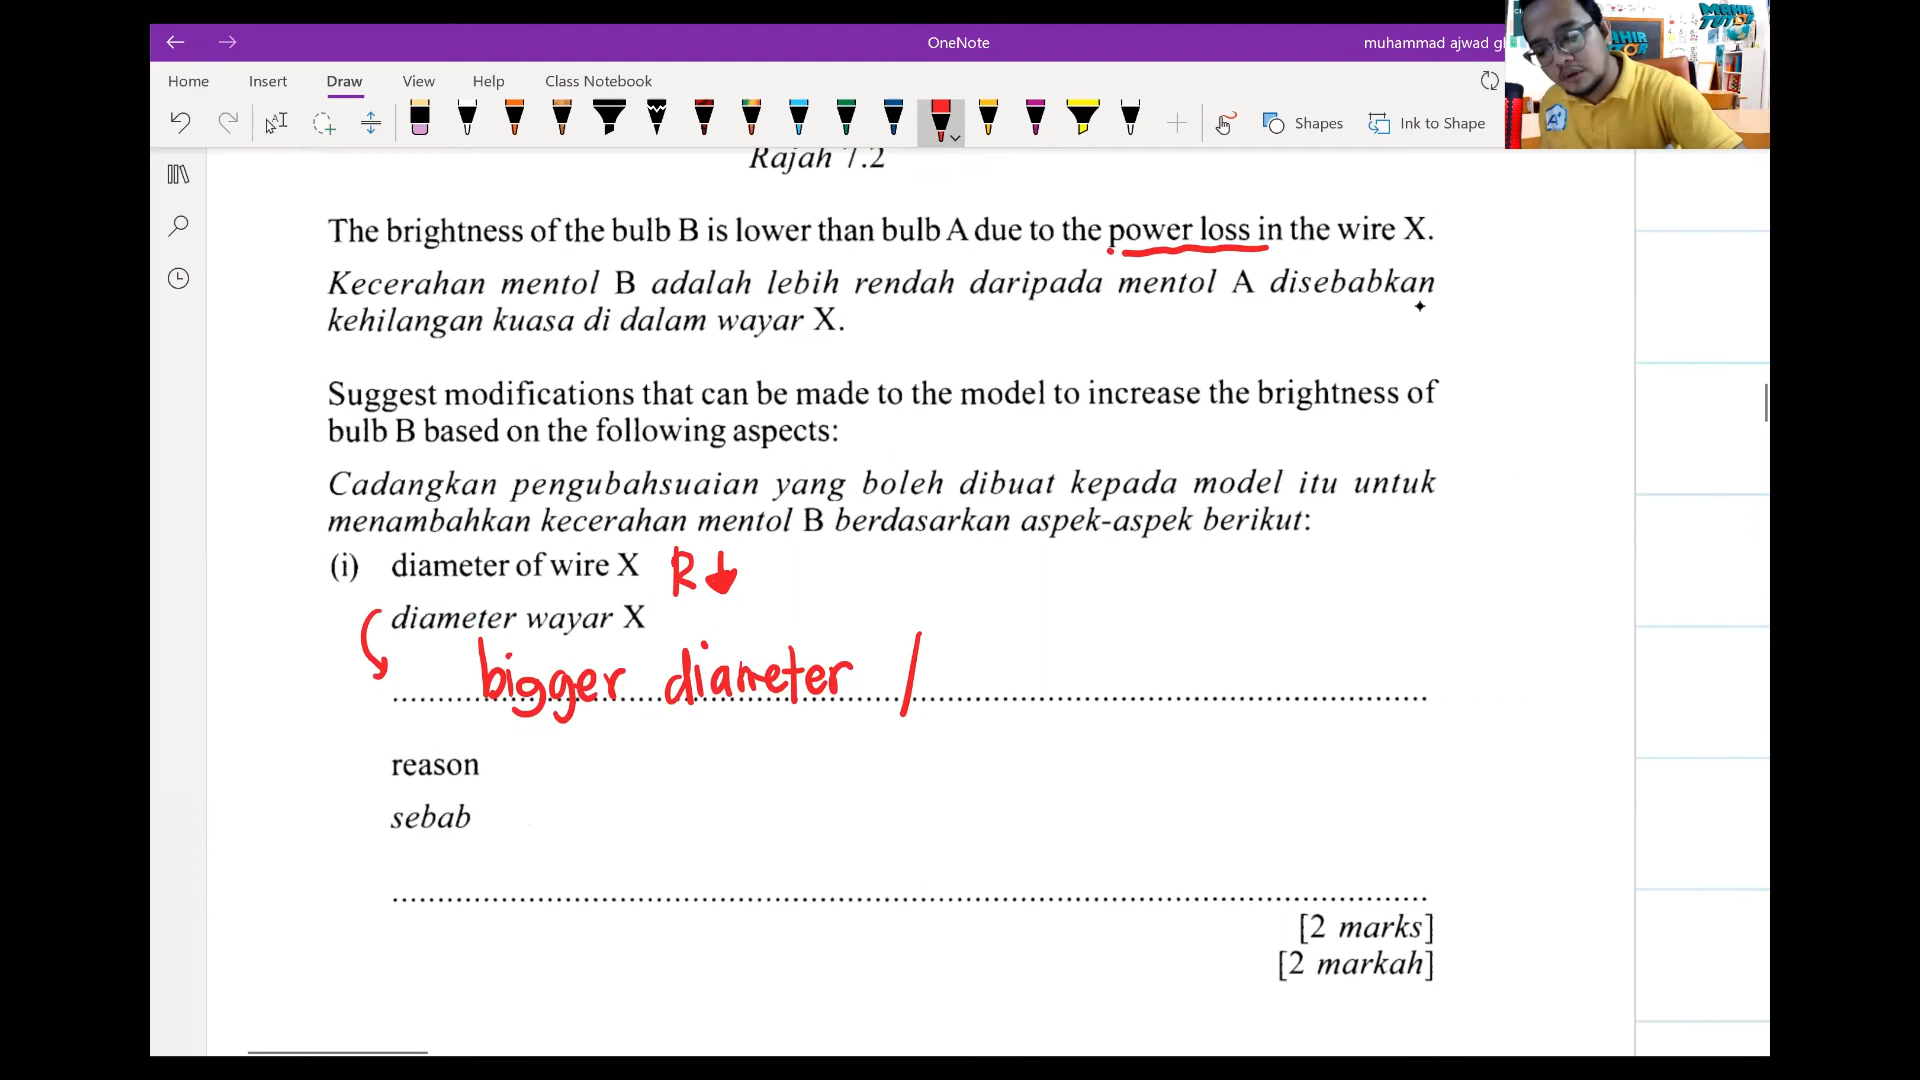 OneNote
muhammad ajwad gh
Home Insert Draw View Help Class Notebook
Shapes Ink to Shape
MAHIR
TUTOR
A+
Rajah 7.2
The brightness of the bulb B is lower than bulb A due to the power loss in the wire X.
Kecerahan mentol B adalah lebih rendah daripada mentol A disebabkan
kehilangan kuasa di dalam wayar X.
Suggest modifications that can be made to the model to increase the brightness of
bulb B based on the following aspects:
Cadangkan pengubahsuaian yang boleh dibuat kepada model itu untuk
menambahkan kecerahan mentol B berdasarkan aspek-aspek berikut:
(i) diameter of wire X R ↓
diameter wayar X
bigger diameter /
reason
sebab
[2 marks]
[2 markah]